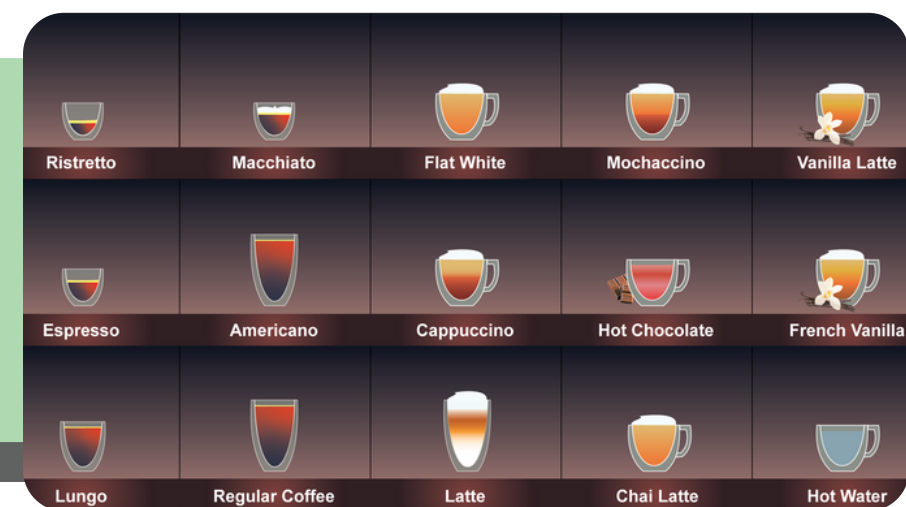 Ristretto
Macchiato
Flat White
Mochaccino
Vanilla Latte
Espresso
Americano
Cappuccino
Hot Chocolate
French Vanilla
Lungo
Regular Coffee
Latte
Chai Latte
Hot Water